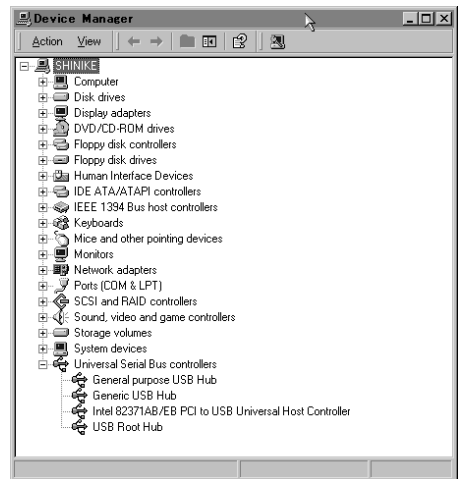 Device Manager
Action View
SHINIKE
Computer
Disk drives
Display adapters
DVD/CD-ROM drives
Floppy disk controllers
Floppy disk drives
Human Interface Devices
IDE ATA/ATAPI controllers
IEEE 1394 Bus host controllers
Keyboards
Mice and other pointing devices
Monitors
Network adapters
Ports (COM & LPT)
SCSI and RAID controllers
Sound, video and game controllers
Storage volumes
System devices
Universal Serial Bus controllers
General purpose USB Hub
Generic USB Hub
Intel 82371AB/EB PCI to USB Universal Host Controller
USB Root Hub